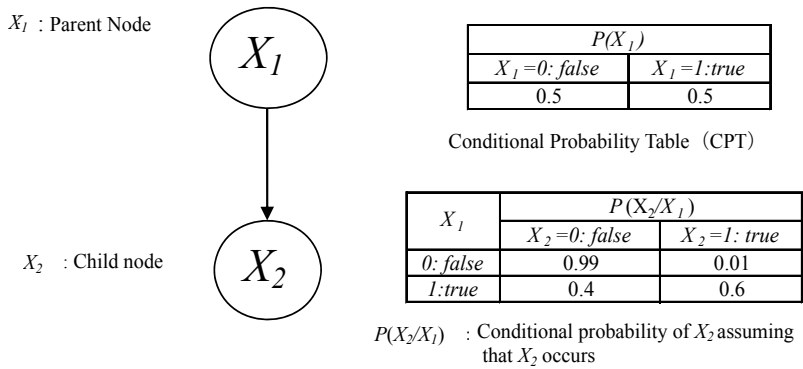 X1 : Parent Node
X1
P(X1)
X1=0: false X1=1:true
0.5 0.5
Conditional Probability Table（CPT）
X1 P(X2/X1)
X2=0: false X2=1: true
0: false 0.99 0.01
1:true 0.4 0.6
X2 : Child node
X2
P(X2/X1) : Conditional probability of X2 assuming
that X2 occurs